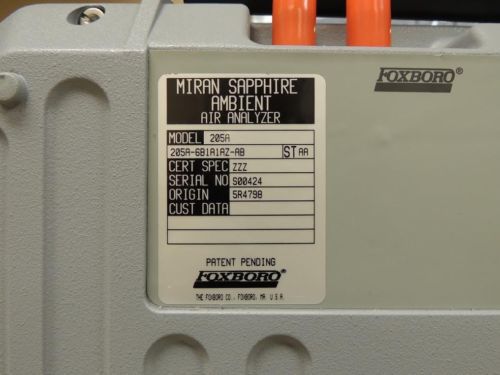 MIRAN SAPPHIRE
AMBIENT
AIR ANALYZER
MODEL 205A
205A-6B1A1AZ-AB ST AA
CERT SPEC ZZZ
SERIAL NO S00424
ORIGIN 5R4798
CUST DATA
PATENT PENDING
FOXBORO®
THE FOXBORO CO., FOXBORO, MA U.S.A.
FOXBORO®